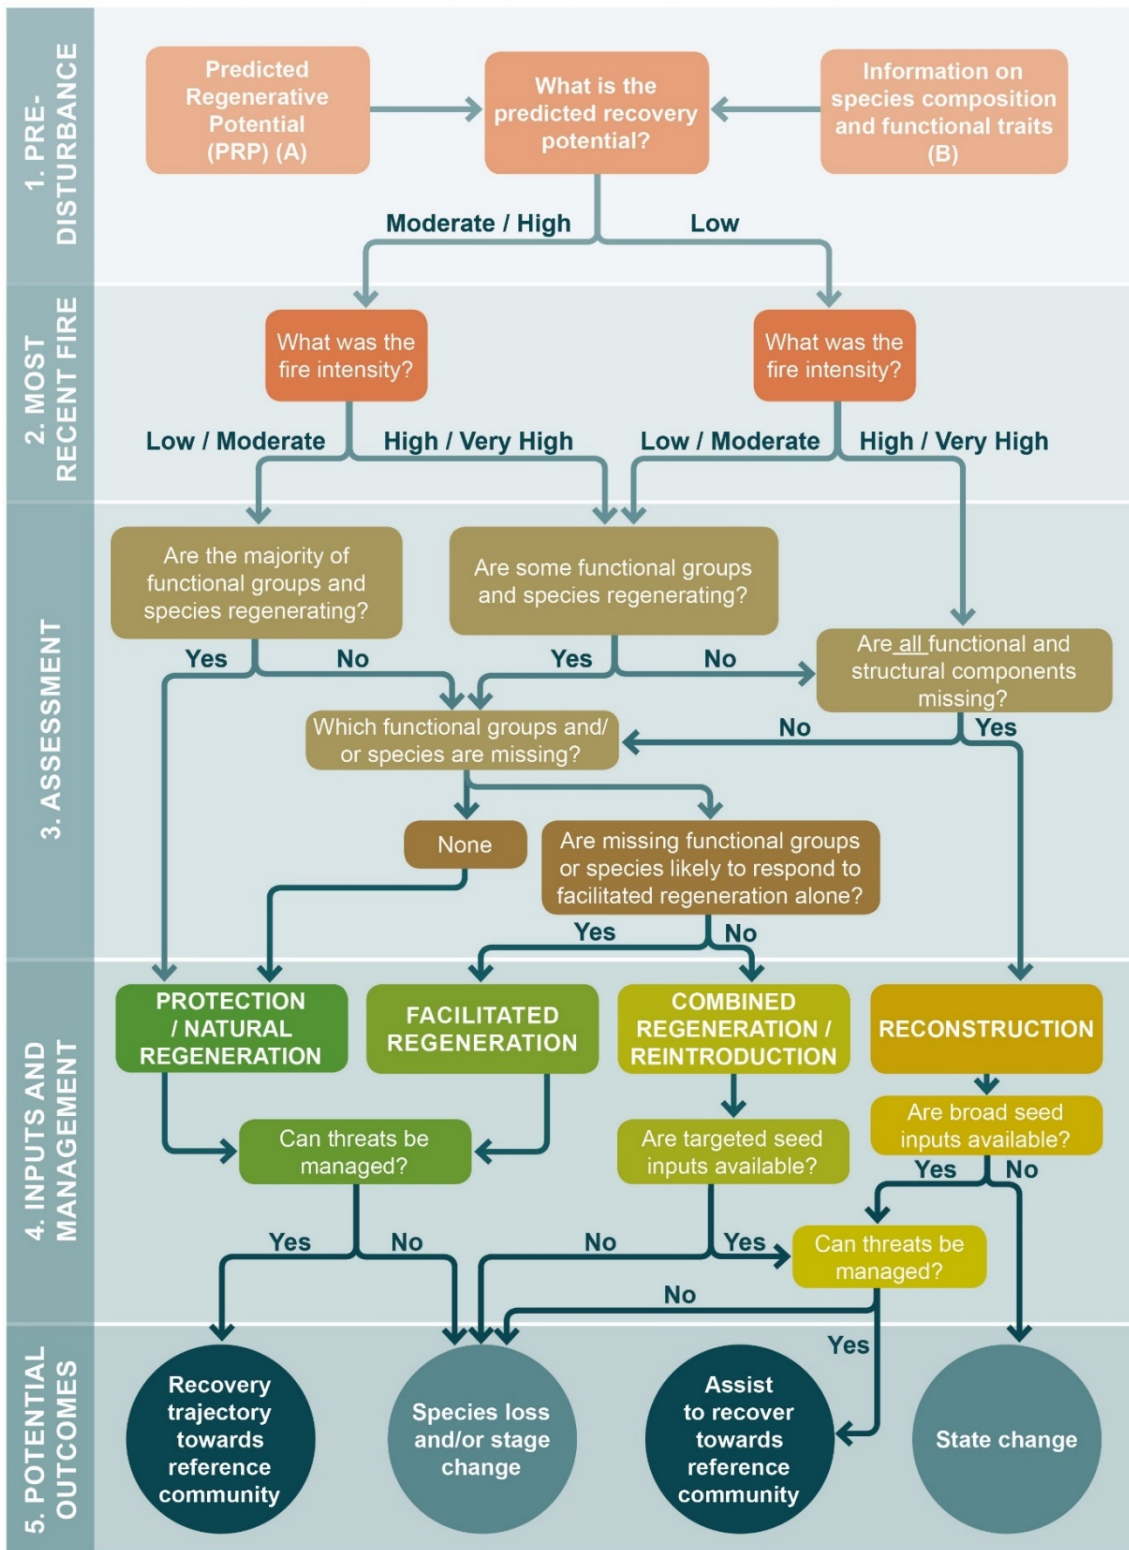 1. PRE-
DISTURBANCE
Predicted
Regenerative
Potential
(PRP) (A)
What is the
predicted recovery
potential?
Information on
species composition
and functional traits
(B)
Moderate / High
Low
2. MOST
RECENT FIRE
What was the
fire intensity?
What was the
fire intensity?
Low / Moderate
High / Very High
Low / Moderate
High / Very High
3. ASSESSMENT
Are the majority of
functional groups and
species regenerating?
Are some functional groups
and species regenerating?
Are all functional and
structural components
missing?
Yes
No
Yes
No
Which functional groups and/
or species are missing?
No
Yes
None
Are missing functional groups
or species likely to respond to
facilitated regeneration alone?
Yes
No
4. INPUTS AND
MANAGEMENT
PROTECTION
/ NATURAL
REGENERATION
FACILITATED
REGENERATION
COMBINED
REGENERATION /
REINTRODUCTION
RECONSTRUCTION
Can threats be
managed?
Are targeted seed
inputs available?
Are broad seed
inputs available?
Yes
No
Yes
No
No
Yes
Can threats be
managed?
No
Yes
5. POTENTIAL
OUTCOMES
Recovery
trajectory
towards
reference
community
Species loss
and/or stage
change
Assist
to recover
towards
reference
community
State change